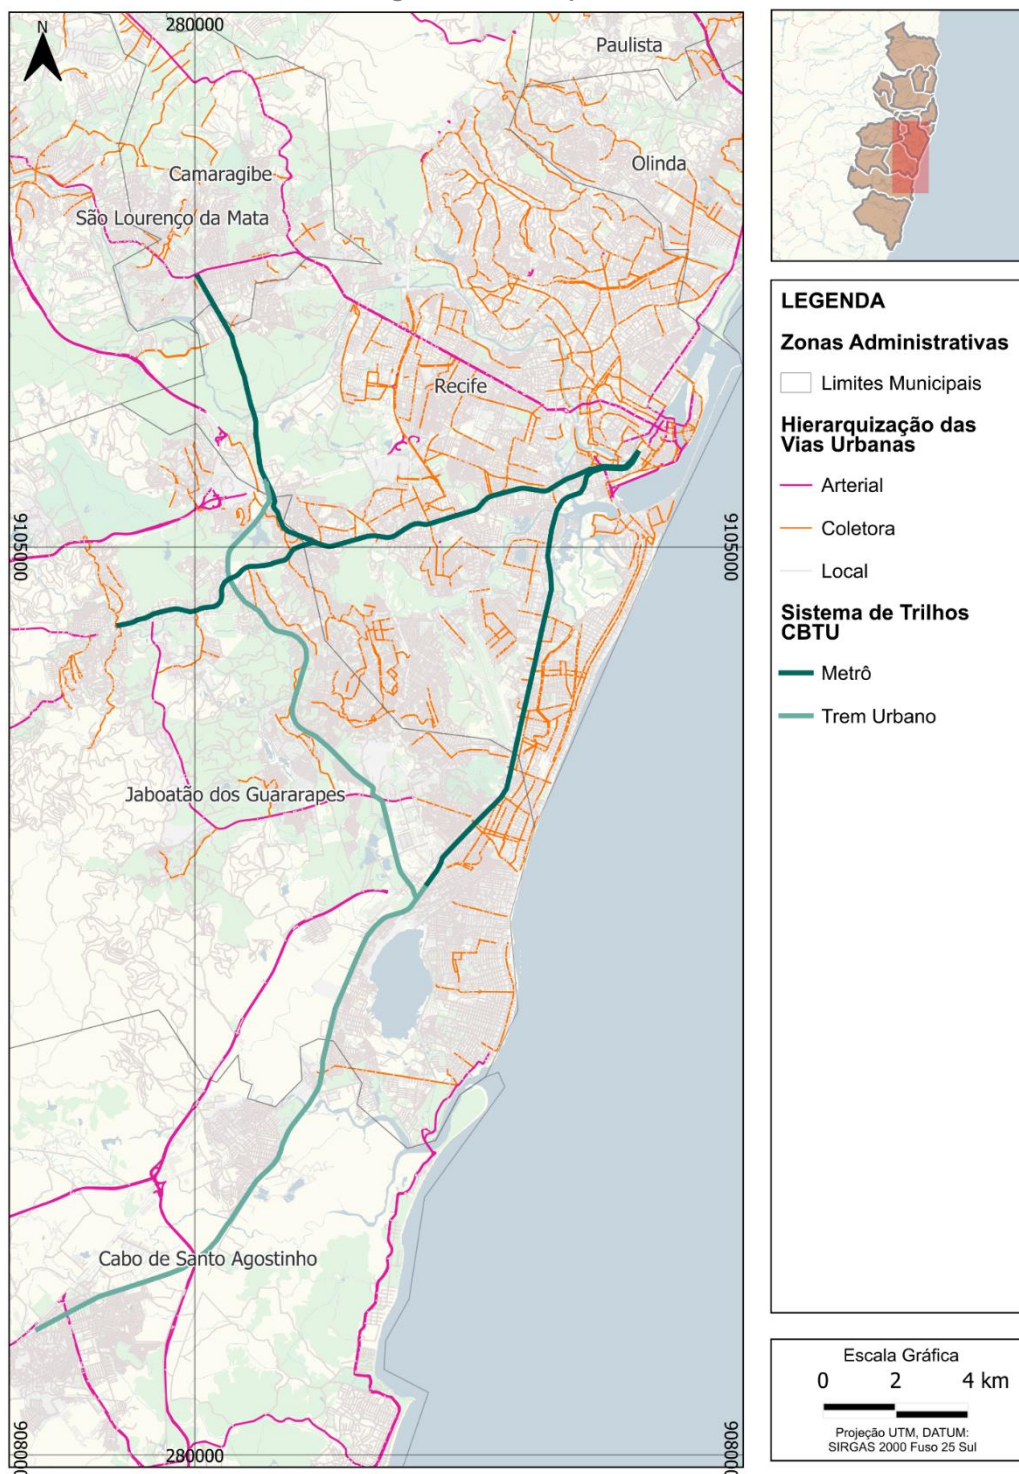 280000
N
Paulista
Olinda
Camaragibe
São Lourenço da Mata
Recife
9105000
9105000
Jaboatão dos Guararapes
Cabo de Santo Agostinho
280000
LEGENDA
Zonas Administrativas
Limites Municipais
Hierarquização das
Vias Urbanas
Arterial
Coletora
Local
Sistema de Trilhos
CBTU
Metrô
Trem Urbano
Escala Gráfica
0 2 4 km
Projeção UTM, DATUM:
SIRGAS 2000 Fuso 25 Sul